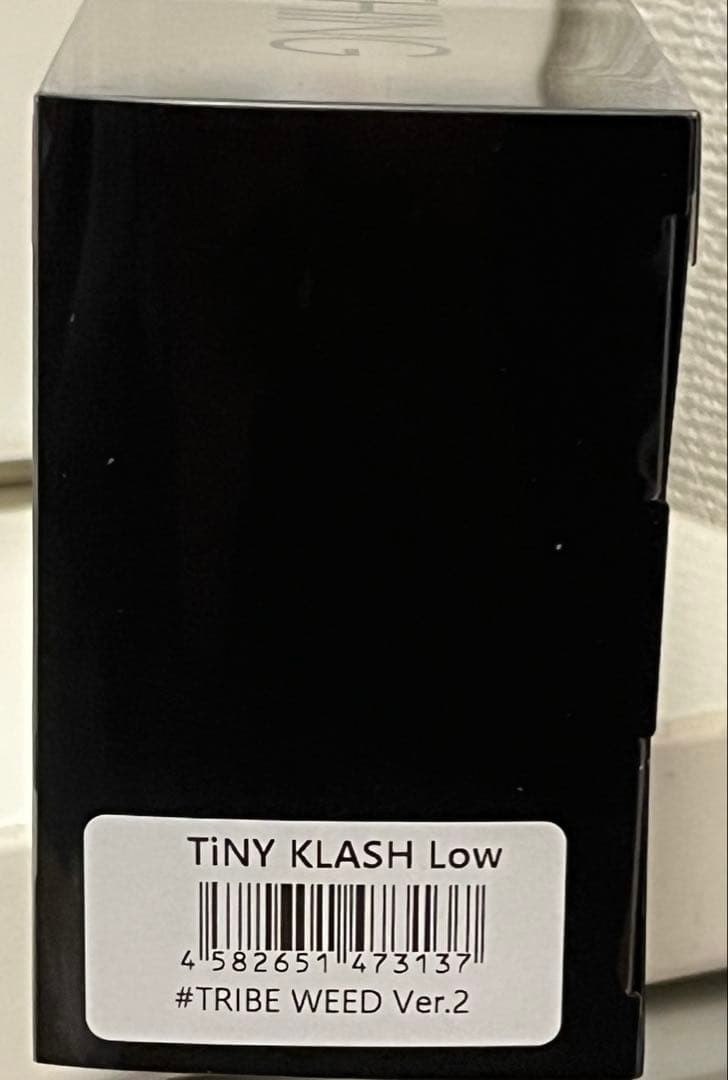 TiNY KLASH Low
4 582651 473137
#TRIBE WEED Ver.2